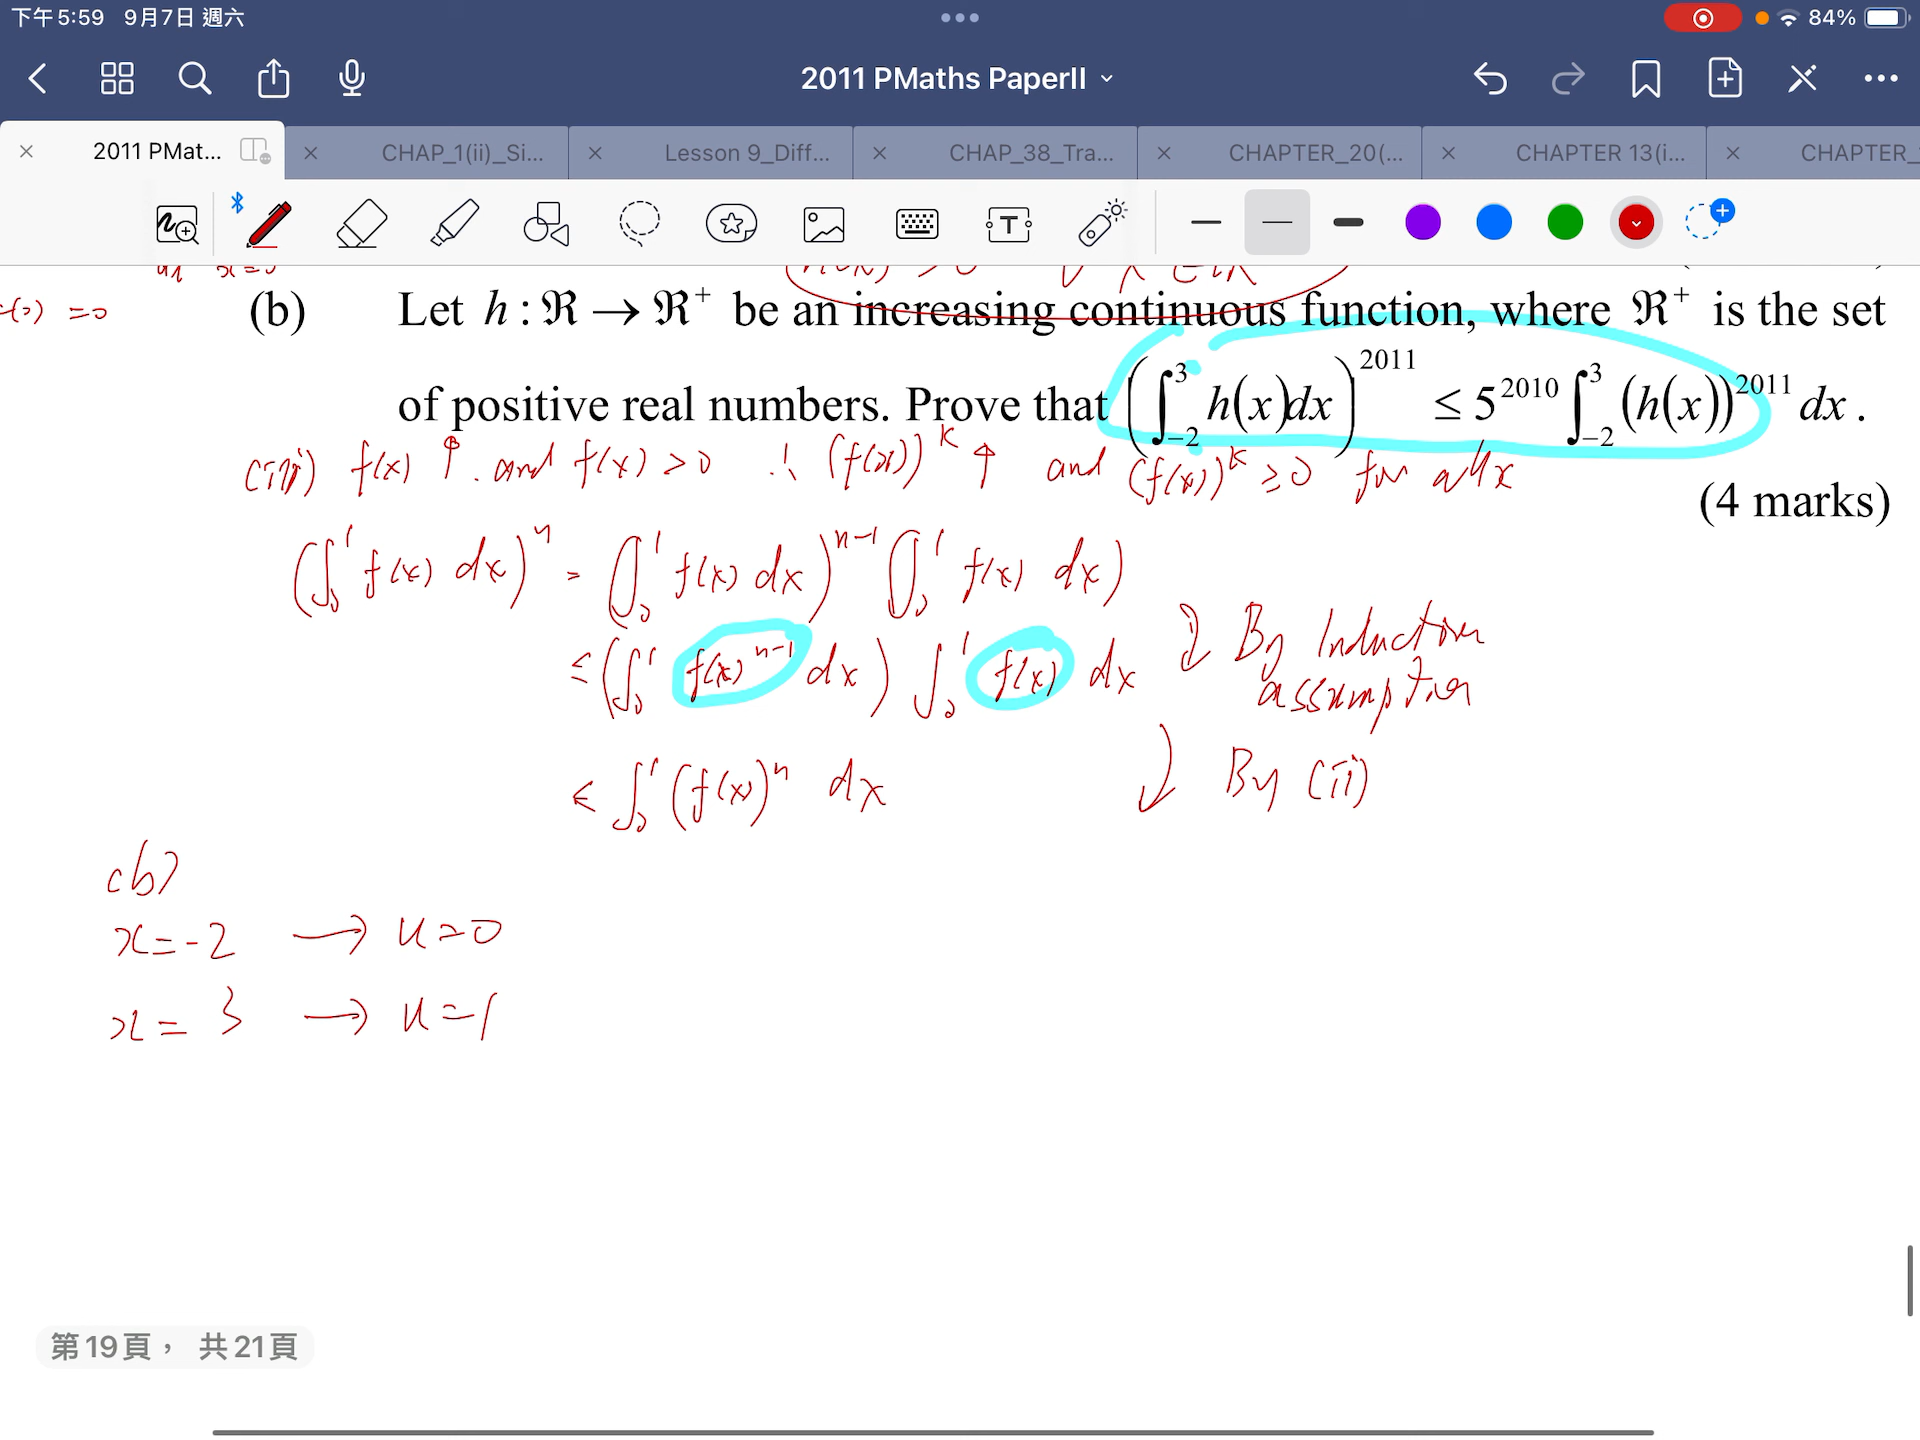 下午5:59 9月7日 週六
84%
2011 PMaths PaperII
2011 PMat...
CHAP_1(ii)_Si...
Lesson 9_Diff...
CHAP_38_Tra...
CHAPTER_20(...
CHAPTER 13(i...
CHAPTER_
(b) Let h : ℜ → ℜ⁺ be an increasing continuous function, where ℜ⁺ is the set
of positive real numbers. Prove that (∫₋₂³ h(x)dx)²⁰¹¹ ≤ 5²⁰¹⁰ ∫₋₂³ (h(x))²⁰¹¹ dx .
(iii) f(x) ↑ . and f(x) > 0 ∴ (f(x))ᵏ ↑ and (f(x))ᵏ ≥ 0 for all x
(4 marks)
(∫₀¹ f(x) dx)ⁿ = (∫₀¹ f(x) dx)ⁿ⁻¹ (∫₀¹ f(x) dx)
≤ (∫₀¹ f(x)ⁿ⁻¹ dx) ∫₀¹ f(x) dx ↓ By Induction
assumption
≤ ∫₀¹ (f(x)ⁿ dx ↓ By (ii)
(b)
x = -2 → u = 0
x = 3 → u = 1
第19頁， 共21頁